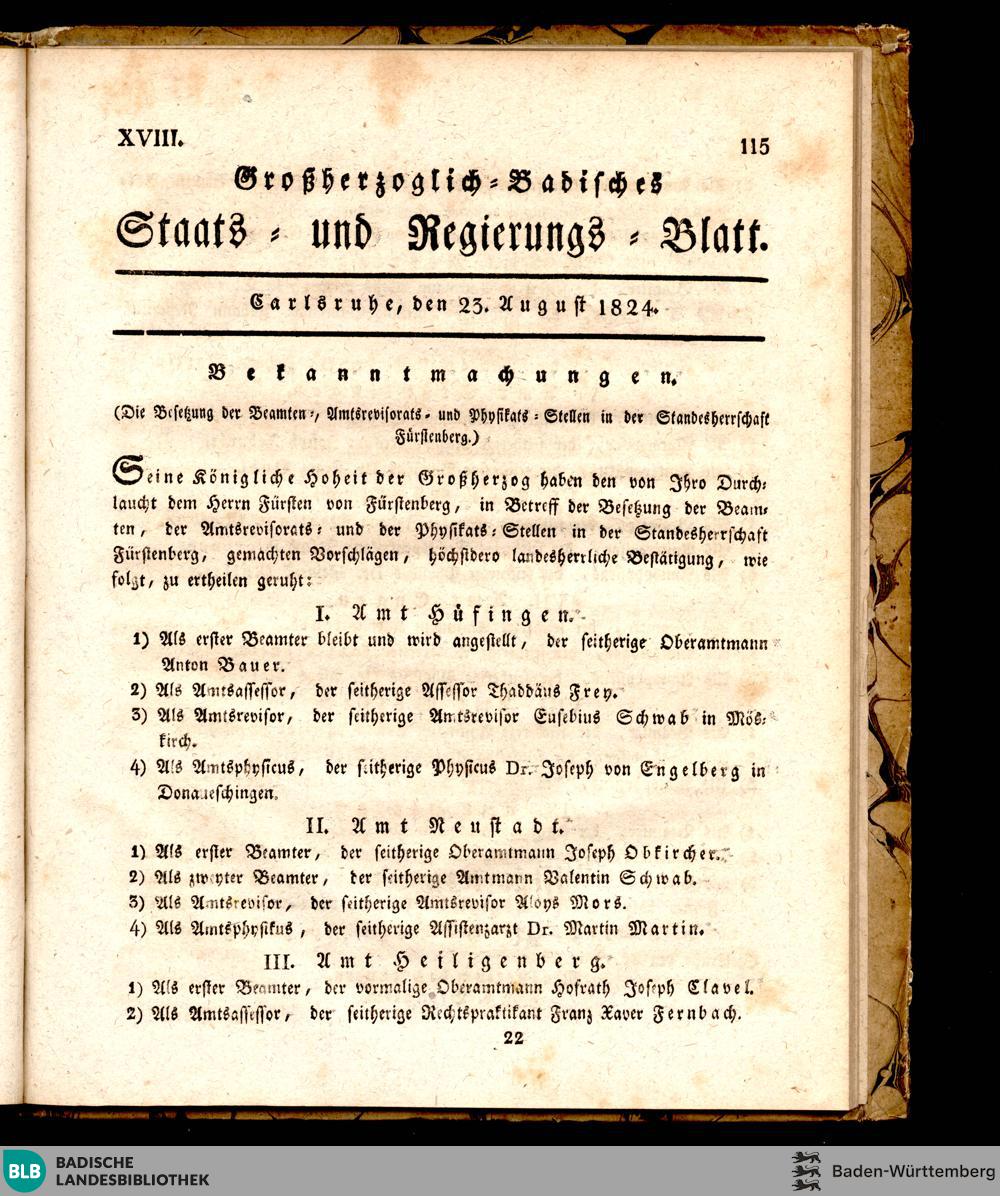 XVIII. 115
Großherzoglich-Badisches
Staats- und Regierungs-Blatt.
Carlsruhe, den 23. August 1824.
Bekanntmachungen.
(Die Besetzung der Beamten-, Amtsrevisorats- und Physikats-Stellen in der Standesherrschaft
Fürstenberg.)
Seine Königliche Hoheit der Großherzog haben den von Ihro Durch-
laucht dem Herrn Fürsten von Fürstenberg, in Betreff der Besetzung der Beam-
ten, der Amtsrevisorats- und der Physikats-Stellen in der Standesherrschaft
Fürstenberg, gemachten Vorschlägen, höchstdero landesherrliche Bestätigung, wie
folgt, zu ertheilen geruht:
I. Amt Hüfingen.
1) Als erster Beamter bleibt und wird angestellt, der seitherige Oberamtmann
Anton Bauer.
2) Als Amtsassessor, der seitherige Assessor Thaddäus Frey.
3) Als Amtsrevisor, der seitherige Amtsrevisor Eusebius Schwab in Mös-
kirch.
4) Als Amtsphysicus, der seitherige Physicus Dr. Joseph von Engelberg in
Donaueschingen.
II. Amt Neustadt.
1) Als erster Beamter, der seitherige Oberamtmann Joseph Obkircher.
2) Als zweyter Beamter, der seitherige Amtmann Valentin Schwab.
3) Als Amtsrevisor, der seitherige Amtsrevisor Aloys Mors.
4) Als Amtsphysikus, der seitherige Assistenzarzt Dr. Martin Martin.
III. Amt Heiligenberg.
1) Als erster Beamter, der vormalige Oberamtmann Hofrath Joseph Clavel.
2) Als Amtsassessor, der seitherige Rechtspraktikant Franz Xaver Fernbach.
22
BLB BADISCHE
LANDESBIBLIOTHEK
Baden-Württemberg